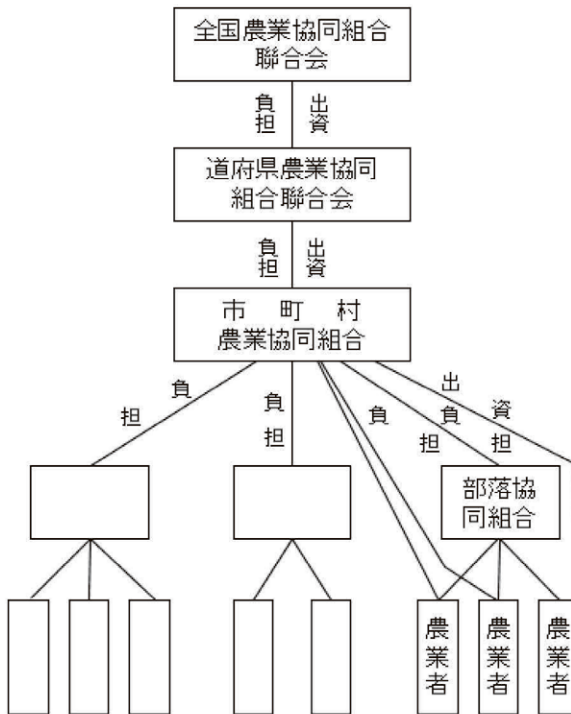 全国農業協同組合
聯合会
負担
出資
道府県農業協同
組合聯合会
負担
出資
市町村
農業協同組合
負担
負担
負担
負担
出資
部落協
同組合
農業者
農業者
農業者